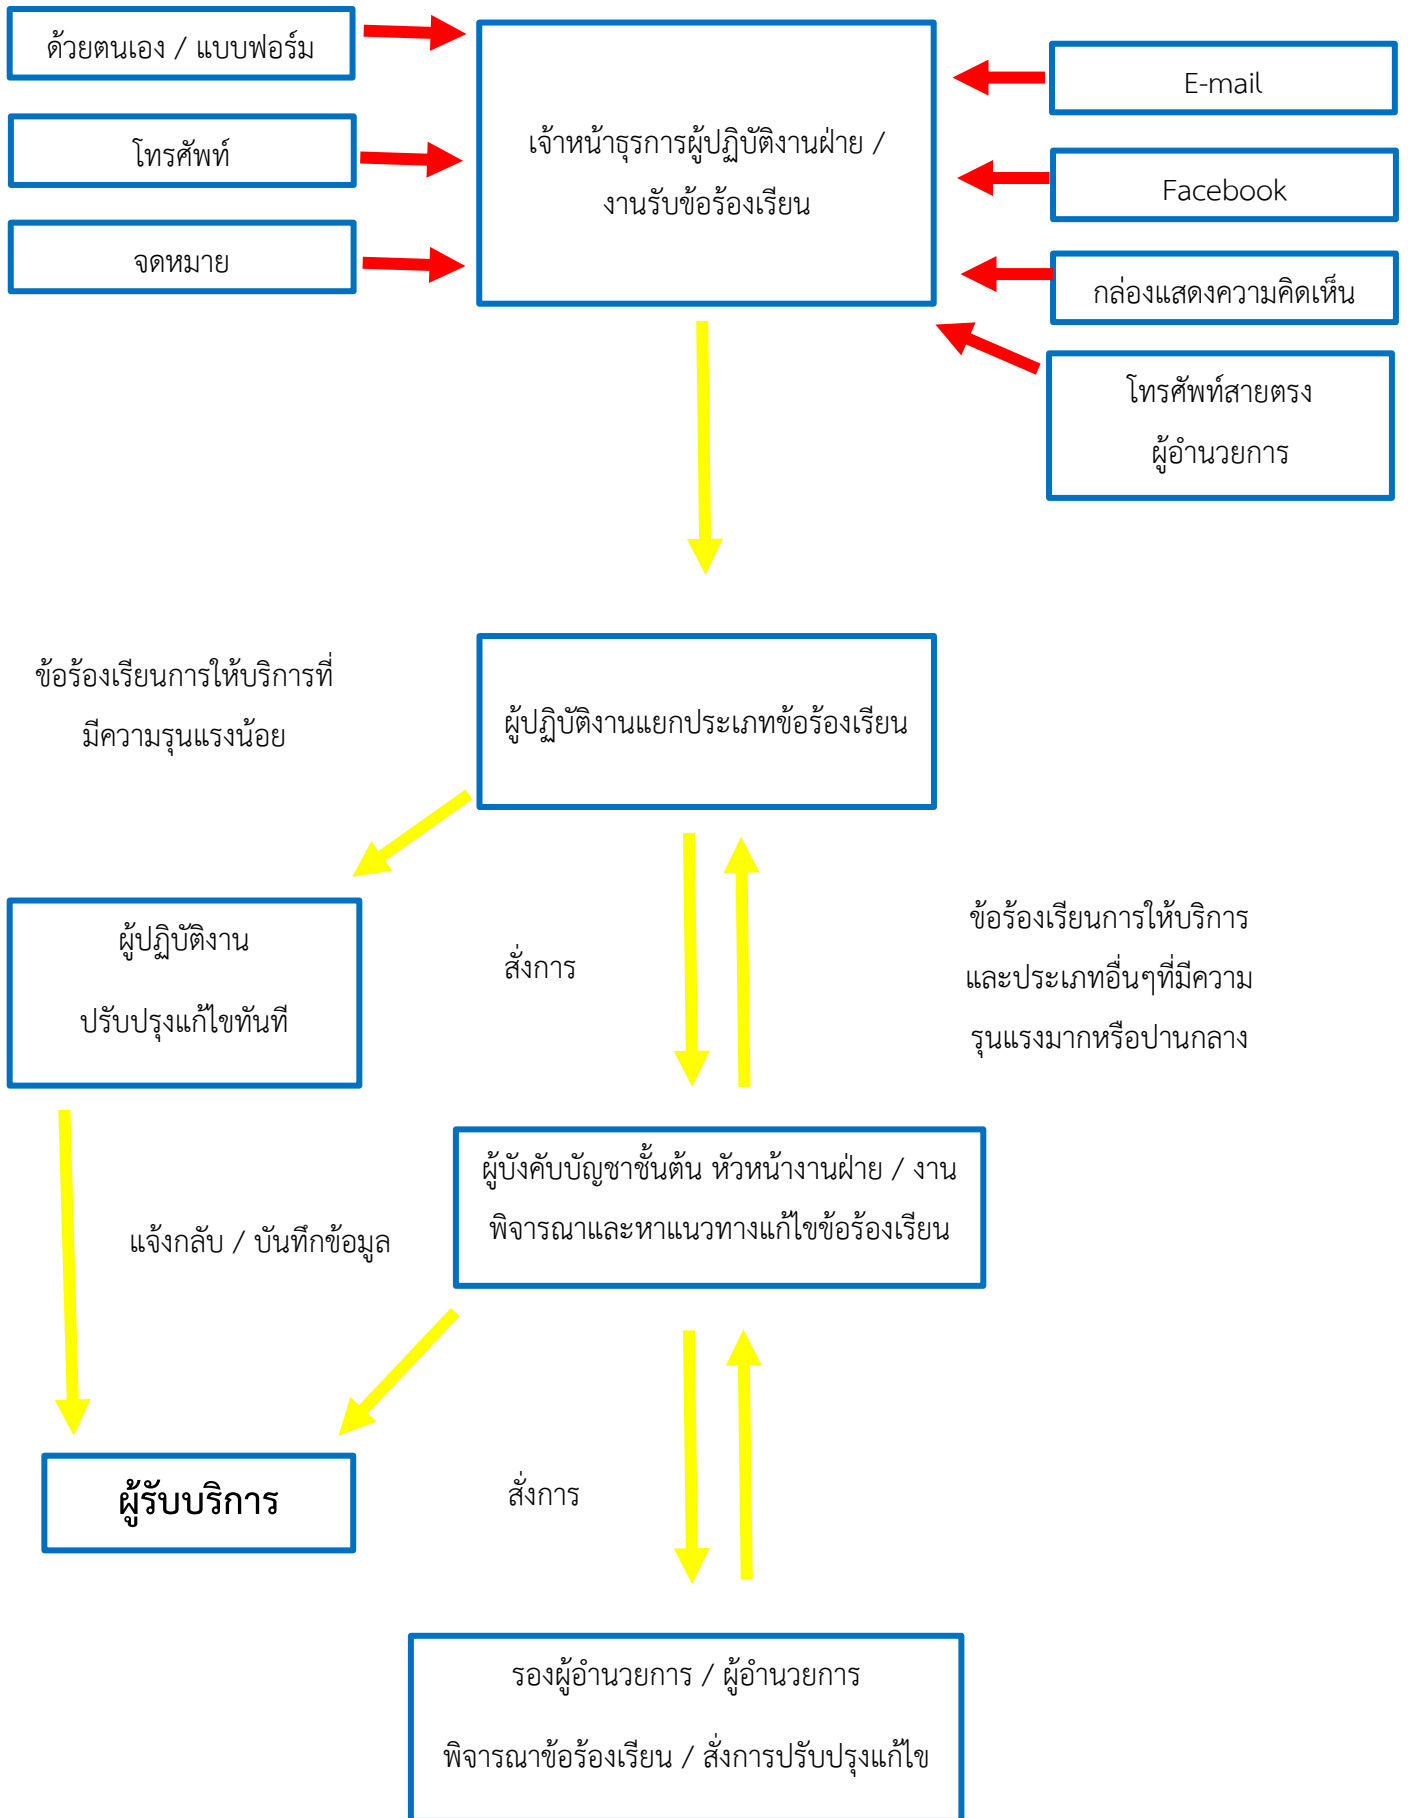 ด้วยตนเอง / แบบฟอร์ม
โทรศัพท์
จดหมาย
เจ้าหน้าธุรการผู้ปฏิบัติงานฝ่าย /
งานรับข้อร้องเรียน
E-mail
Facebook
กล่องแสดงความคิดเห็น
โทรศัพท์สายตรง
ผู้อำนวยการ
ข้อร้องเรียนการให้บริการที่
มีความรุนแรงน้อย
ผู้ปฏิบัติงานแยกประเภทข้อร้องเรียน
ผู้ปฏิบัติงาน
ปรับปรุงแก้ไขทันที
สั่งการ
ข้อร้องเรียนการให้บริการ
และประเภทอื่นๆที่มีความ
รุนแรงมากหรือปานกลาง
ผู้บังคับบัญชาชั้นต้น หัวหน้างานฝ่าย / งาน
พิจารณาและหาแนวทางแก้ไขข้อร้องเรียน
แจ้งกลับ / บันทึกข้อมูล
ผู้รับบริการ
สั่งการ
รองผู้อำนวยการ / ผู้อำนวยการ
พิจารณาข้อร้องเรียน / สั่งการปรับปรุงแก้ไข